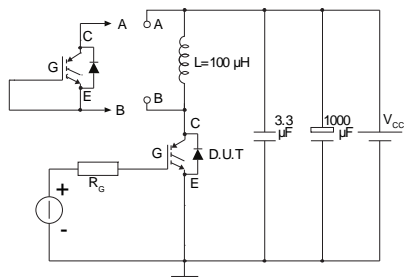 A
A
C
G
E
B
L=100 µH
B
C
G
D.U.T
E
R_G
+
-
3.3
µF
1000
µF
V_CC